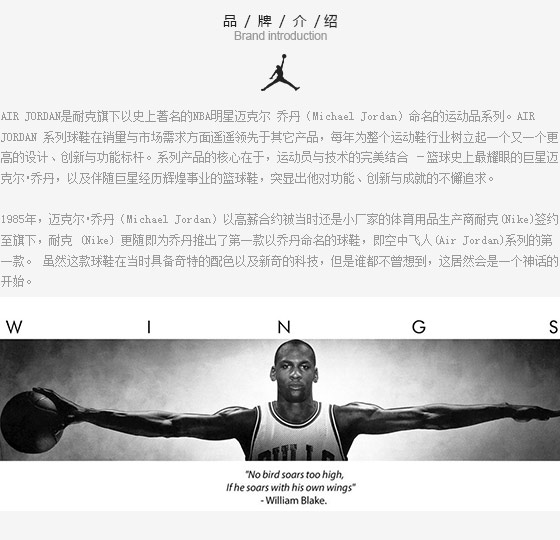 品 / 牌 / 介 / 绍
Brand introduction
AIR JORDAN是耐克旗下以史上著名的NBA明星迈克尔 乔丹（Michael Jordan）命名的运动品系列。AIR
JORDAN 系列球鞋在销量与市场需求方面遥遥领先于其它产品，每年为整个运动鞋行业树立起一个又一个更
高的设计、创新与功能标杆。系列产品的核心在于，运动员与技术的完美结合 －篮球史上最耀眼的巨星迈
克尔·乔丹，以及伴随巨星经历辉煌事业的篮球鞋，突显出他对功能、创新与成就的不懈追求。
1985年，迈克尔·乔丹（Michael Jordan）以高薪合约被当时还是小厂家的体育用品生产商耐克(Nike)签约
至旗下，耐克 (Nike) 更随即为乔丹推出了第一款以乔丹命名的球鞋，即空中飞人(Air Jordan)系列的第
一款。 虽然这款球鞋在当时具备奇特的配色以及新奇的科技，但是谁都不曾想到，这居然会是一个神话的
开始。
W I N G S
BULLS
"No bird soars too high,
If he soars with his own wings"
- William Blake.